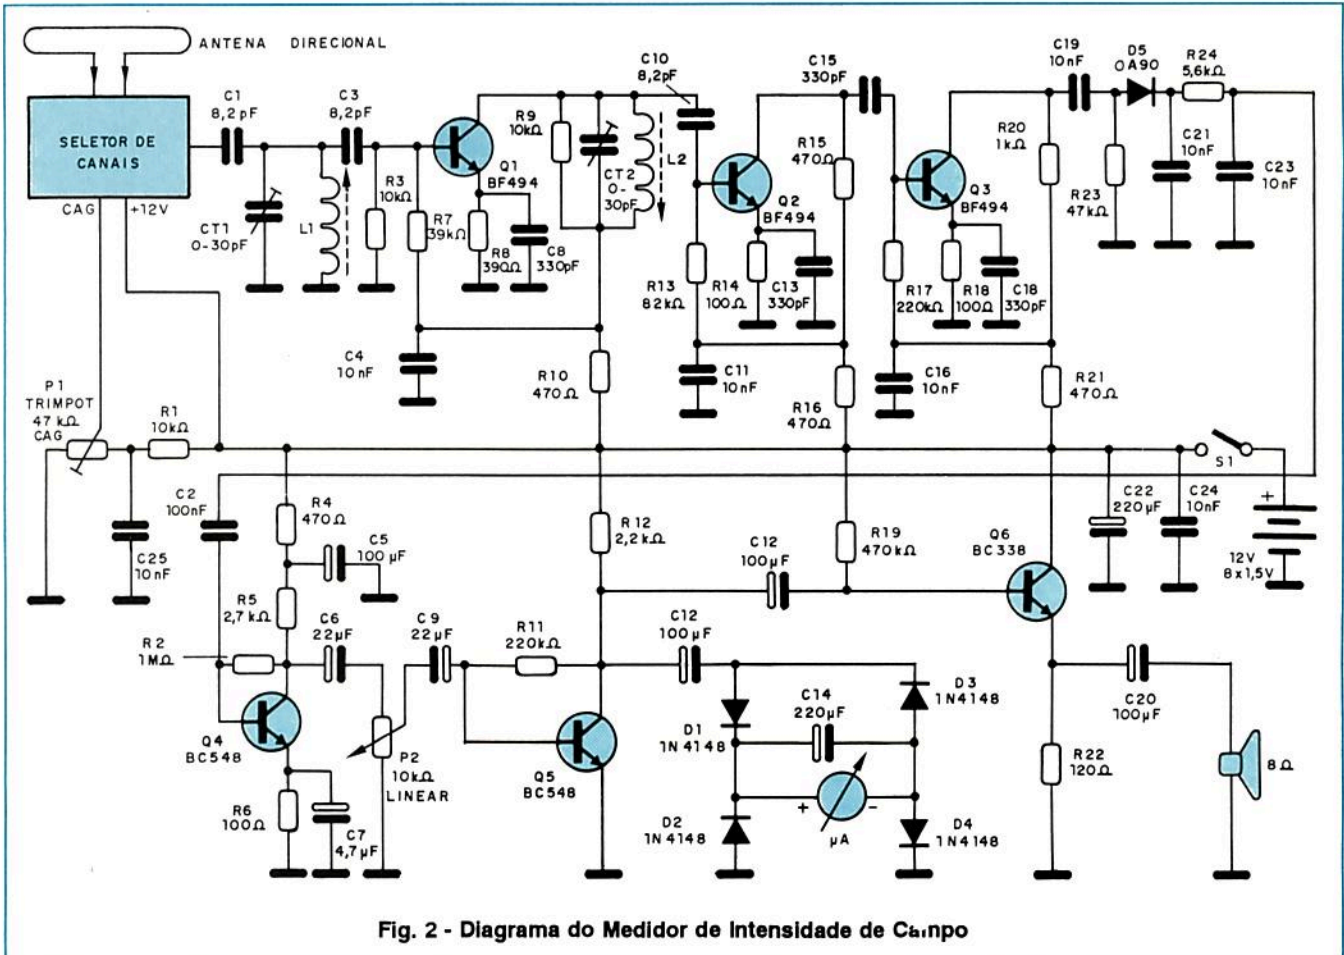 ANTENA DIRECIONAL
SELETOR DE
CANAIS
CAG
+12V
C1
8,2pF
C3
8,2pF
CT1
0-30pF
L1
R3
10kΩ
R7
39kΩ
Q1
BF494
R8
390Ω
C8
330pF
R9
10kΩ
CT2
0-
30pF
L2
C10
8,2pF
Q2
BF494
R13
82kΩ
R14
100Ω
C13
330pF
C15
330pF
R15
470Ω
Q3
BF494
R17
220kΩ
R18
100Ω
C18
330pF
R20
1kΩ
C19
10nF
D5
OA90
R24
5,6kΩ
R23
47kΩ
C21
10nF
C23
10nF
C4
10nF
R10
470Ω
C11
10nF
R16
470Ω
C16
10nF
R21
470Ω
P1
TRIMPOT
47kΩ
CAG
R1
10kΩ
C25
10nF
C2
100nF
R4
470Ω
C5
100µF
R5
2,7kΩ
R2
1MΩ
C6
22µF
C9
22µF
R11
220kΩ
R12
2,2kΩ
C12
100µF
R19
470kΩ
Q6
BC338
C22
220µF
C24
10nF
S1
+
12V
8x1,5V
Q4
BC548
R6
100Ω
C7
4,7µF
P2
10kΩ
LINEAR
Q5
BC548
C12
100µF
C14
220µF
D1
1N4148
D3
1N4148
D2
1N4148
D4
1N4148
+
-
µA
C20
100µF
R22
120Ω
8Ω
Fig. 2 - Diagrama do Medidor de Intensidade de Campo